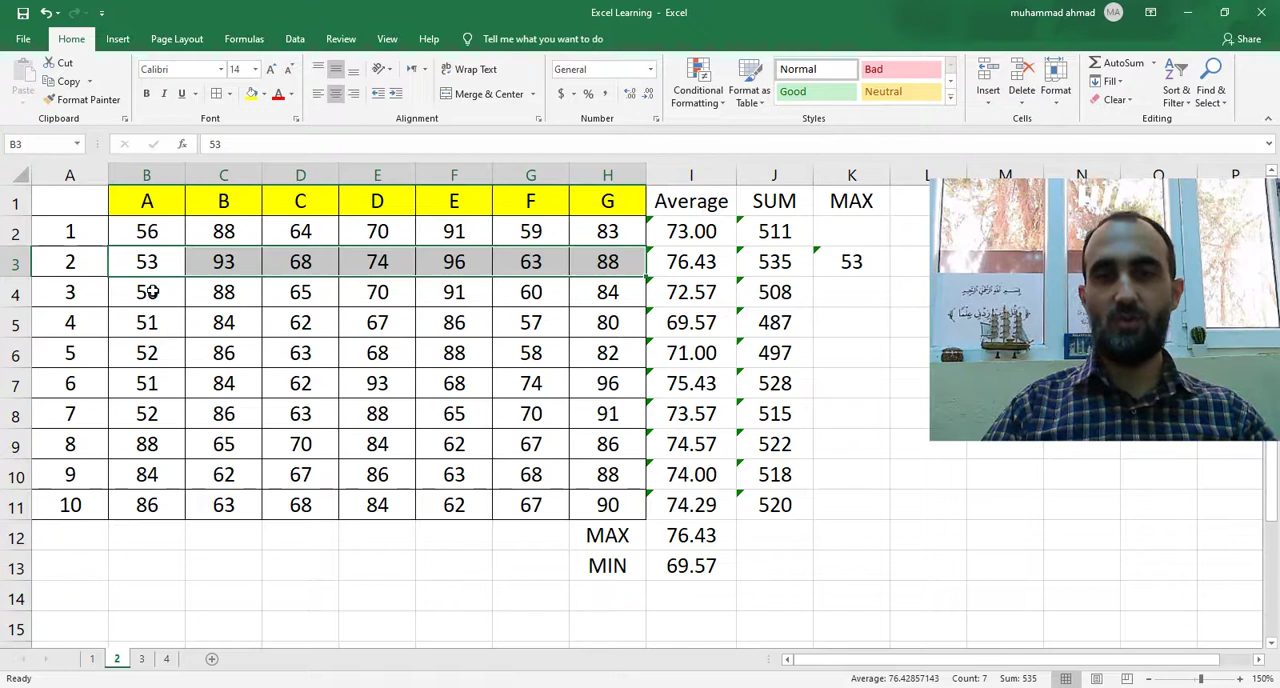 Excel Learning - Excel
muhammad ahmad MA
File Home Insert Page Layout Formulas Data Review View Help Tell me what you want to do Share
Cut
Copy
Format Painter
Paste
Clipboard
Calibri 14
B I U
Font
Wrap Text
Merge & Center
Alignment
General
$ % ,
Number
Conditional Formatting
Format as Table
Normal Bad
Good Neutral
Styles
Insert Delete Format
Cells
AutoSum
Fill
Clear
Sort & Filter
Find & Select
Editing
B3 fx 53
A B C D E F G H I J K L M N O P
1 A B C D E F G Average SUM MAX
2 1 56 88 64 70 91 59 83 73.00 511
3 2 53 93 68 74 96 63 88 76.43 535 53
4 3 50 88 65 70 91 60 84 72.57 508
5 4 51 84 62 67 86 57 80 69.57 487
6 5 52 86 63 68 88 58 82 71.00 497
7 6 51 84 62 93 68 74 96 75.43 528
8 7 52 86 63 88 65 70 91 73.57 515
9 8 88 65 70 84 62 67 86 74.57 522
10 9 84 62 67 86 63 68 88 74.00 518
11 10 86 63 68 84 62 67 90 74.29 520
12 MAX 76.43
13 MIN 69.57
14
15
1 2 3 4
Ready Average: 76.42857143 Count: 7 Sum: 535 150%